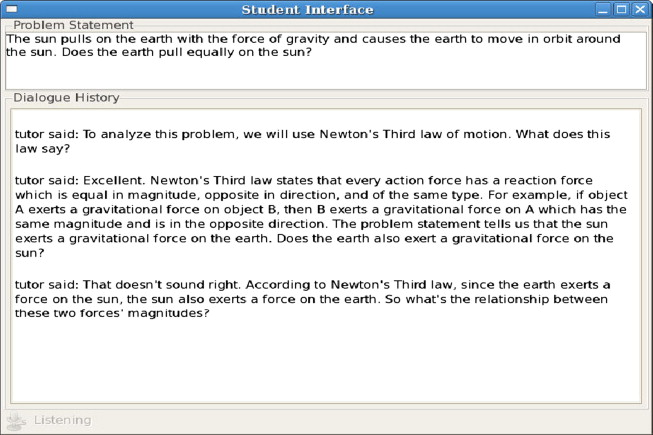 Student Interface
Problem Statement
The sun pulls on the earth with the force of gravity and causes the earth to move in orbit around
the sun. Does the earth pull equally on the sun?
Dialogue History
tutor said: To analyze this problem, we will use Newton's Third law of motion. What does this
law say?
tutor said: Excellent. Newton's Third law states that every action force has a reaction force
which is equal in magnitude, opposite in direction, and of the same type. For example, if object
A exerts a gravitational force on object B, then B exerts a gravitational force on A which has the
same magnitude and is in the opposite direction. The problem statement tells us that the sun
exerts a gravitational force on the earth. Does the earth also exert a gravitational force on the
sun?
tutor said: That doesn't sound right. According to Newton's Third law, since the earth exerts a
force on the sun, the sun also exerts a force on the earth. So what's the relationship between
these two forces' magnitudes?
Listening